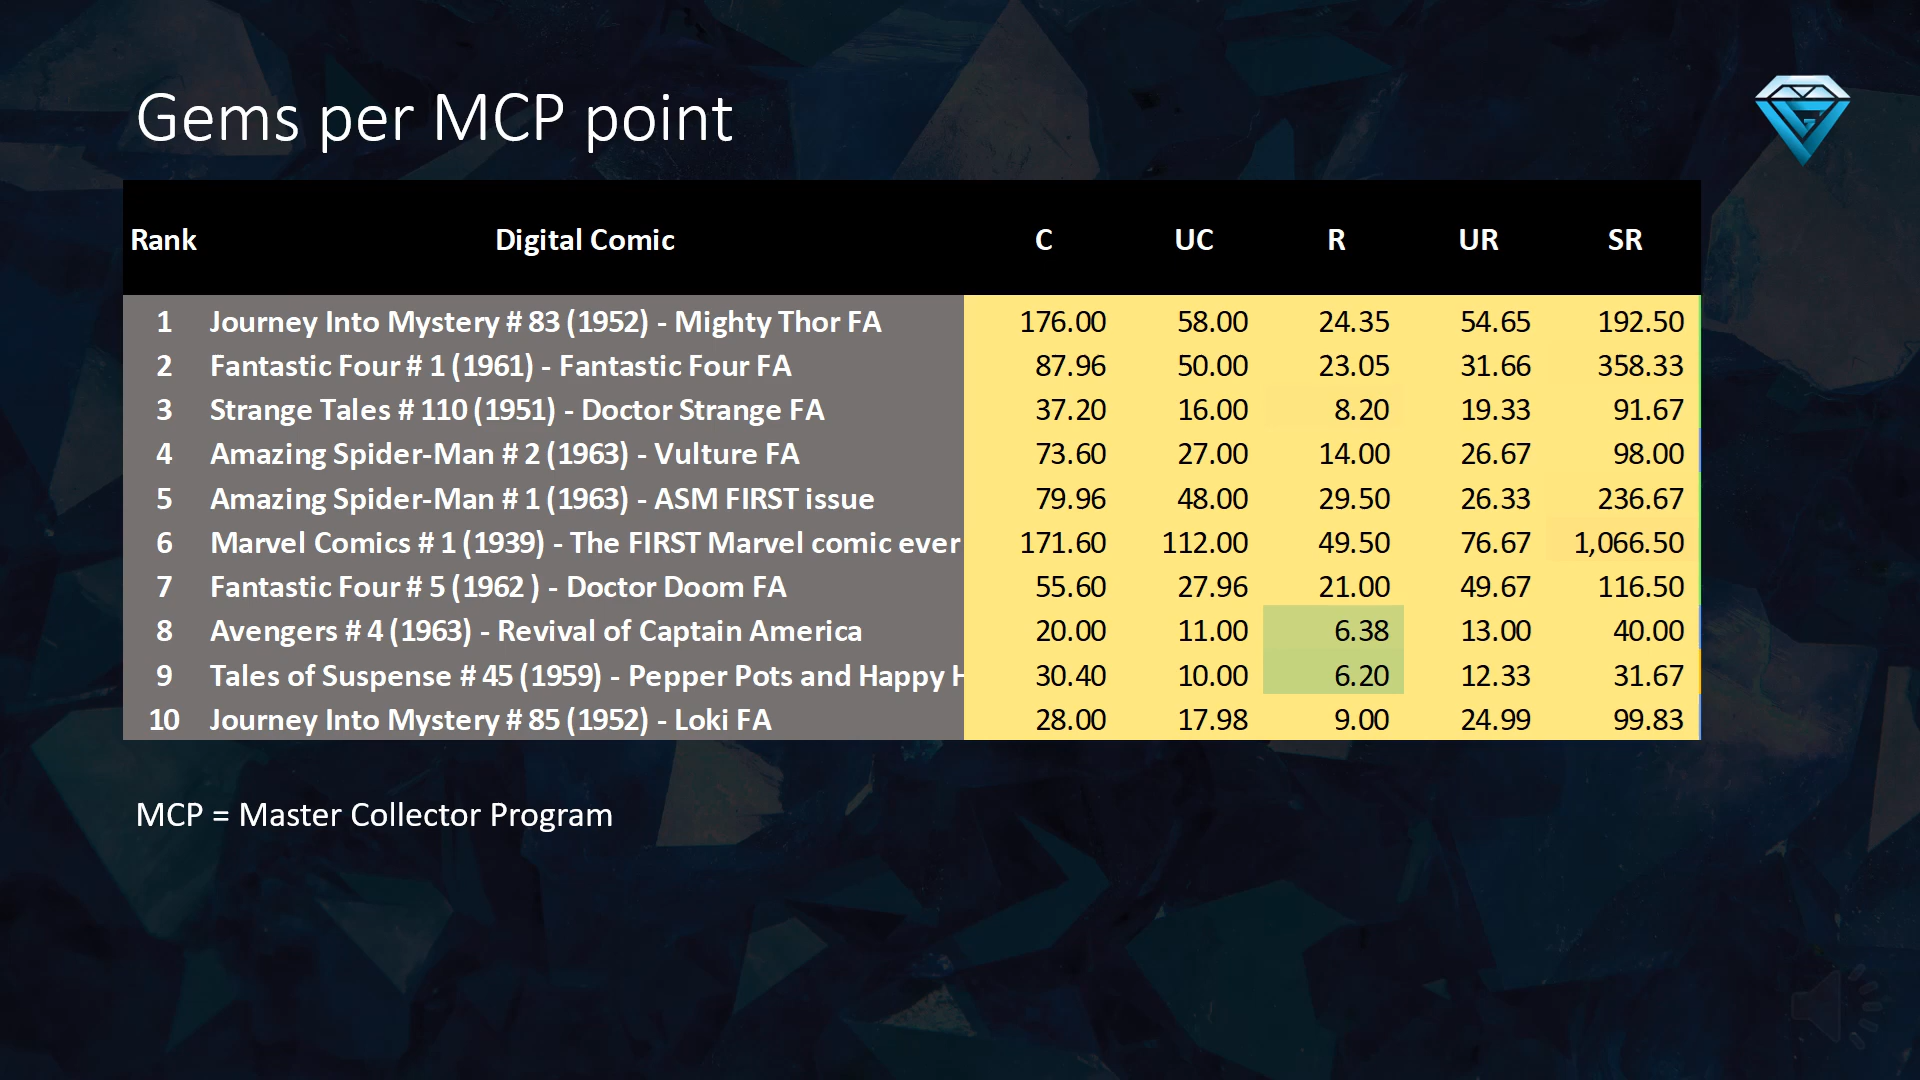 Gems per MCP point
Rank Digital Comic C UC R UR SR
1 Journey Into Mystery # 83 (1952) - Mighty Thor FA 176.00 58.00 24.35 54.65 192.50
2 Fantastic Four # 1 (1961) - Fantastic Four FA 87.96 50.00 23.05 31.66 358.33
3 Strange Tales # 110 (1951) - Doctor Strange FA 37.20 16.00 8.20 19.33 91.67
4 Amazing Spider-Man # 2 (1963) - Vulture FA 73.60 27.00 14.00 26.67 98.00
5 Amazing Spider-Man # 1 (1963) - ASM FIRST issue 79.96 48.00 29.50 26.33 236.67
6 Marvel Comics # 1 (1939) - The FIRST Marvel comic ever 171.60 112.00 49.50 76.67 1,066.50
7 Fantastic Four # 5 (1962 ) - Doctor Doom FA 55.60 27.96 21.00 49.67 116.50
8 Avengers # 4 (1963) - Revival of Captain America 20.00 11.00 6.38 13.00 40.00
9 Tales of Suspense # 45 (1959) - Pepper Pots and Happy H 30.40 10.00 6.20 12.33 31.67
10 Journey Into Mystery # 85 (1952) - Loki FA 28.00 17.98 9.00 24.99 99.83
MCP = Master Collector Program